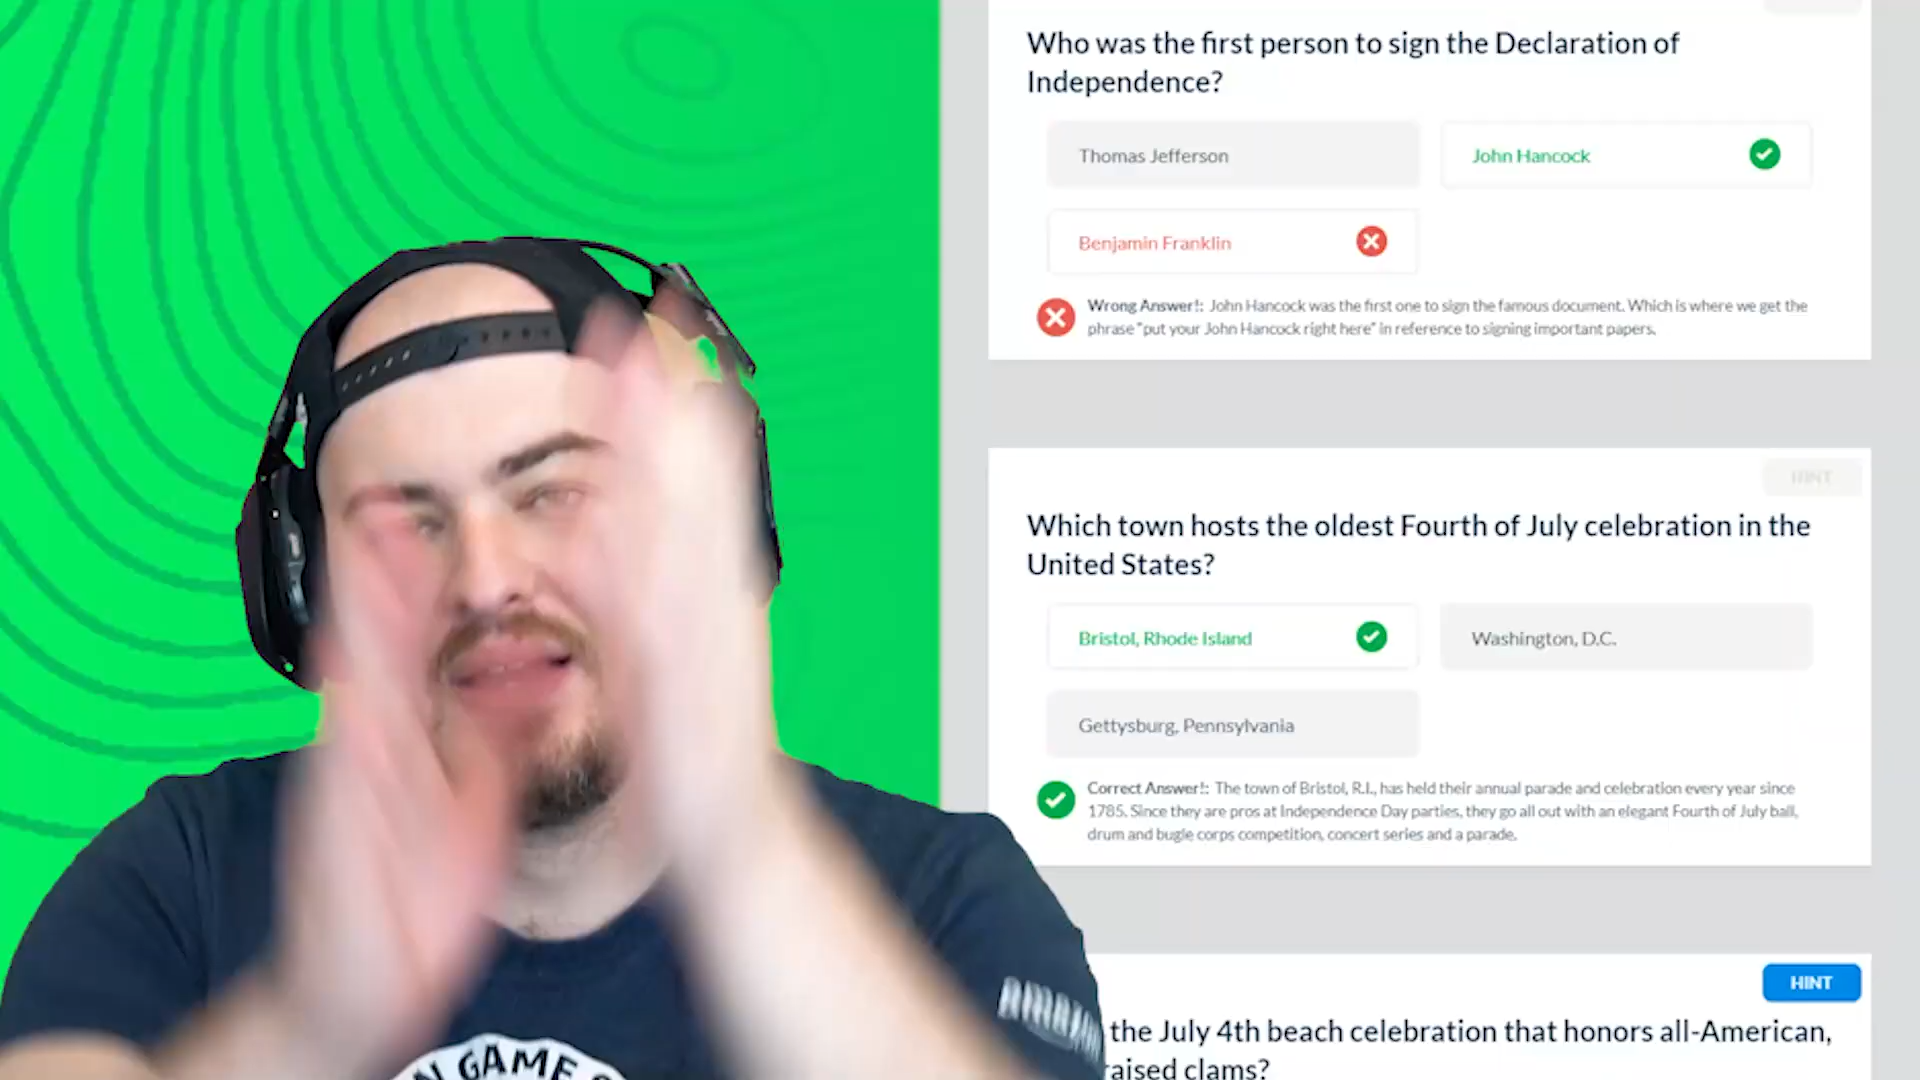 Who was the first person to sign the Declaration of
Independence?
Thomas Jefferson
John Hancock
Benjamin Franklin
Wrong Answer!: John Hancock was the first one to sign the famous document. Which is where we get the
phrase "put your John Hancock right here" in reference to signing important papers.
HINT
Which town hosts the oldest Fourth of July celebration in the
United States?
Bristol, Rhode Island
Washington, D.C.
Gettysburg, Pennsylvania
Correct Answer!: The town of Bristol, R.I., has held their annual parade and celebration every year since
1785. Since they are pros at Independence Day parties, they go all out with an elegant Fourth of July ball,
drum and bugle corps competition, concert series and a parade.
HINT
the July 4th beach celebration that honors all-American,
raised clams?
GAME